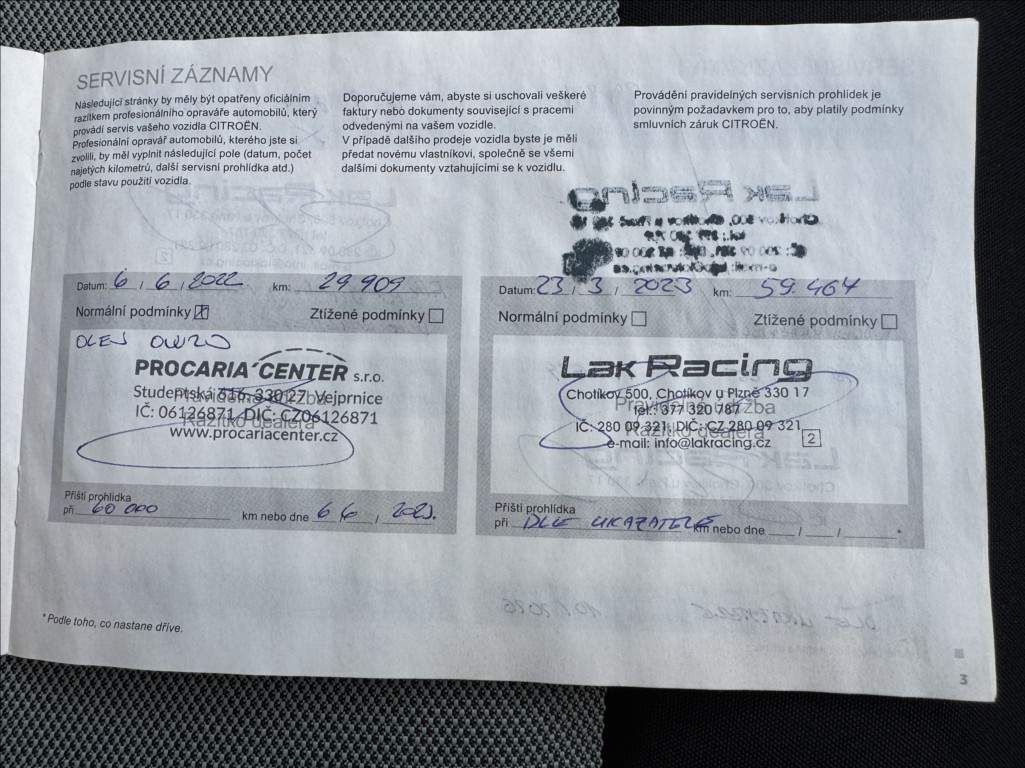 SERVISNÍ ZÁZNAMY
Následující stránky by měly být opatřeny oficiálním
razítkem profesionálního opraváře automobilů, který
provádí servis vašeho vozidla CITROËN.
Profesionální opravář automobilů, kterého jste si
zvolili, by měl vyplnit následující pole (datum, počet
najetých kilometrů, další servisní prohlídka atd.)
podle stavu použití vozidla.
Doporučujeme vám, abyste si uschovali veškeré
faktury nebo dokumenty související s pracemi
odvedenými na vašem vozidle.
V případě dalšího prodeje vozidla byste je měli
předat novému vlastníkovi, společně se všemi
dalšími dokumenty vztahujícími se k vozidlu.
Provádění pravidelných servisních prohlídek je
povinným požadavkem pro to, aby platily podmínky
smluvních záruk CITROËN.
Datum: 6 / 6 / 2022 km: 29 909
Normální podmínky Ztížené podmínky
OLEJ
PROCARIA CENTER s.r.o.
Studentská 616, 330 27 Vejprnice
Pravidelná údržba
IČ: 06126871, DIČ: CZ06126871
Razítko dealera
www.procariacenter.cz
Příští prohlídka
při 60 000 km nebo dne 6 6 /
Datum: 23 / 3 / 2023 km: 59.464
Normální podmínky Ztížené podmínky
Lak Racing
Chotíkov 500, Chotíkov u Plzně 330 17
Pravidelná údržba
tel.: 377 320 787
IČ: 280 09 321, DIČ: CZ 280 09 321
Razítko dealera
e-mail: info@lakracing.cz 2
Příští prohlídka
při DLE UKAZATELE km nebo dne / / *
* Podle toho, co nastane dříve.
3